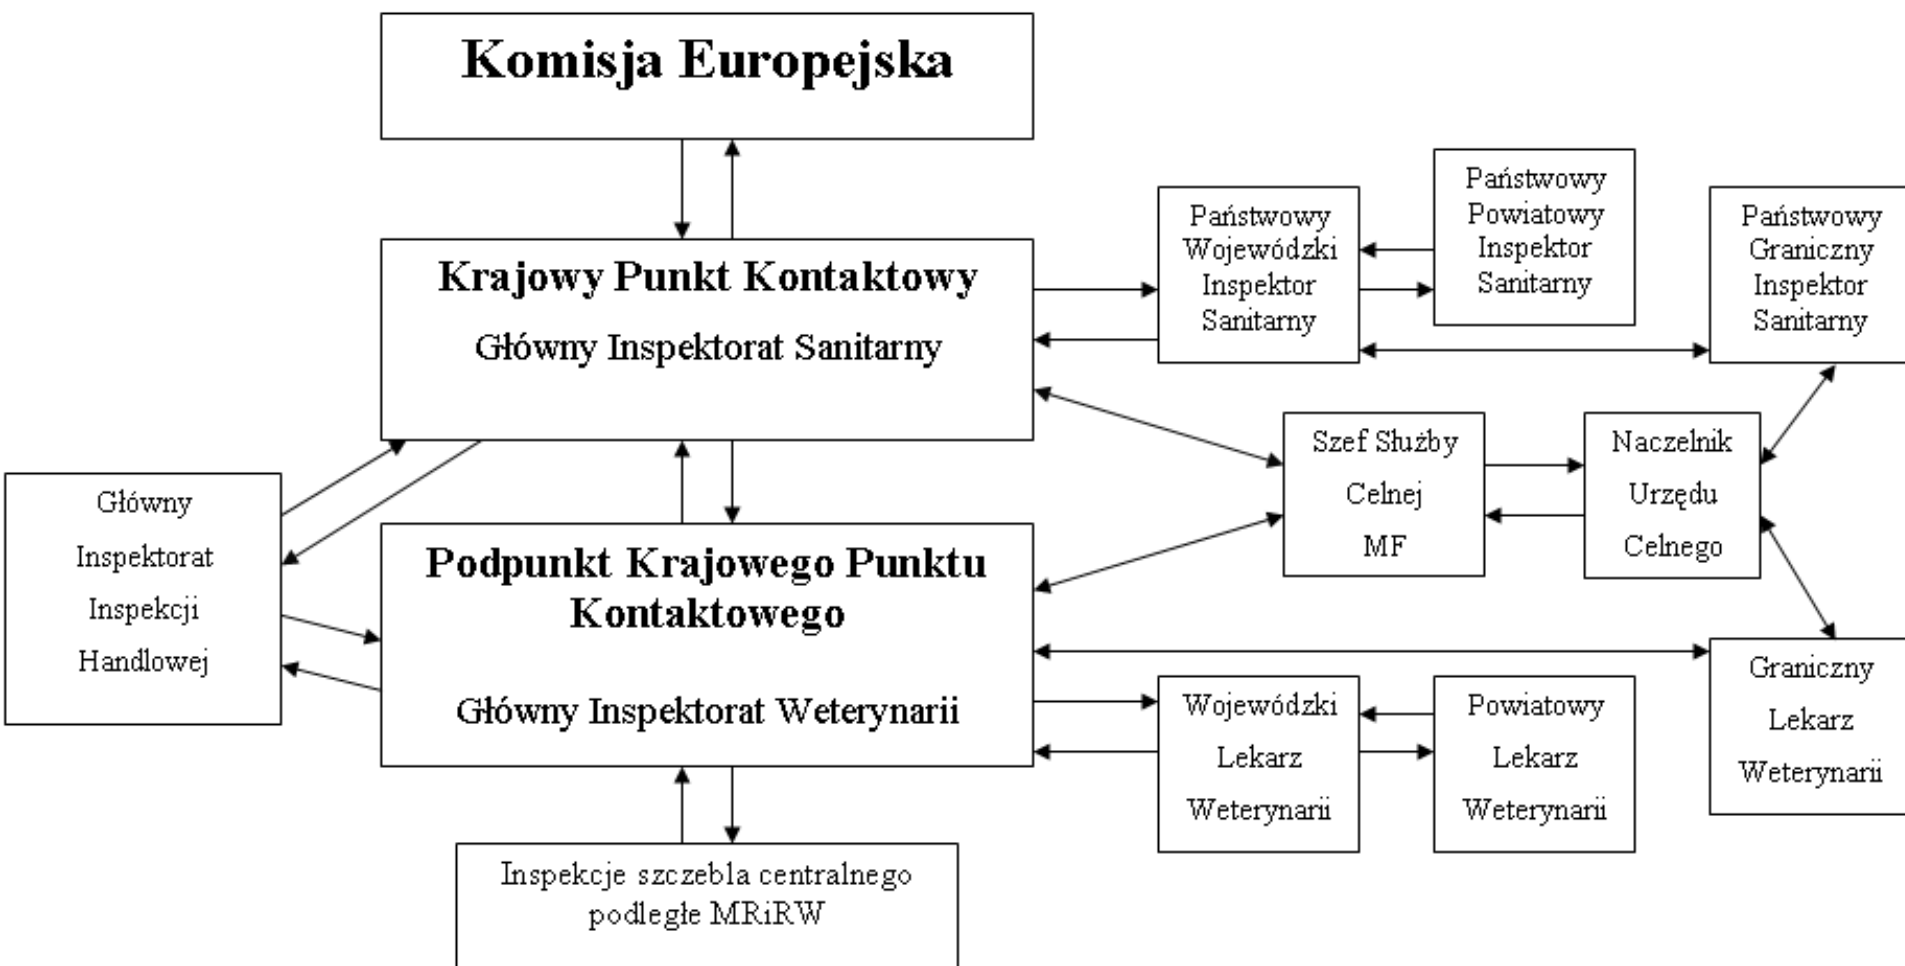 Komisja Europejska
Krajowy Punkt Kontaktowy
Główny Inspektorat Sanitarny
Państwowy
Wojewódzki
Inspektor
Sanitarny
Państwowy
Powiatowy
Inspektor
Sanitarny
Państwowy
Graniczny
Inspektor
Sanitarny
Szef Służby
Celnej
MF
Naczelnik
Urzędu
Celnego
Główny
Inspektorat
Inspekcji
Handlowej
Podpunkt Krajowego Punktu
Kontaktowego
Główny Inspektorat Weterynarii
Wojewódzki
Lekarz
Weterynarii
Powiatowy
Lekarz
Weterynarii
Graniczny
Lekarz
Weterynarii
Inspekcje szczebla centralnego
podległe MRiRW